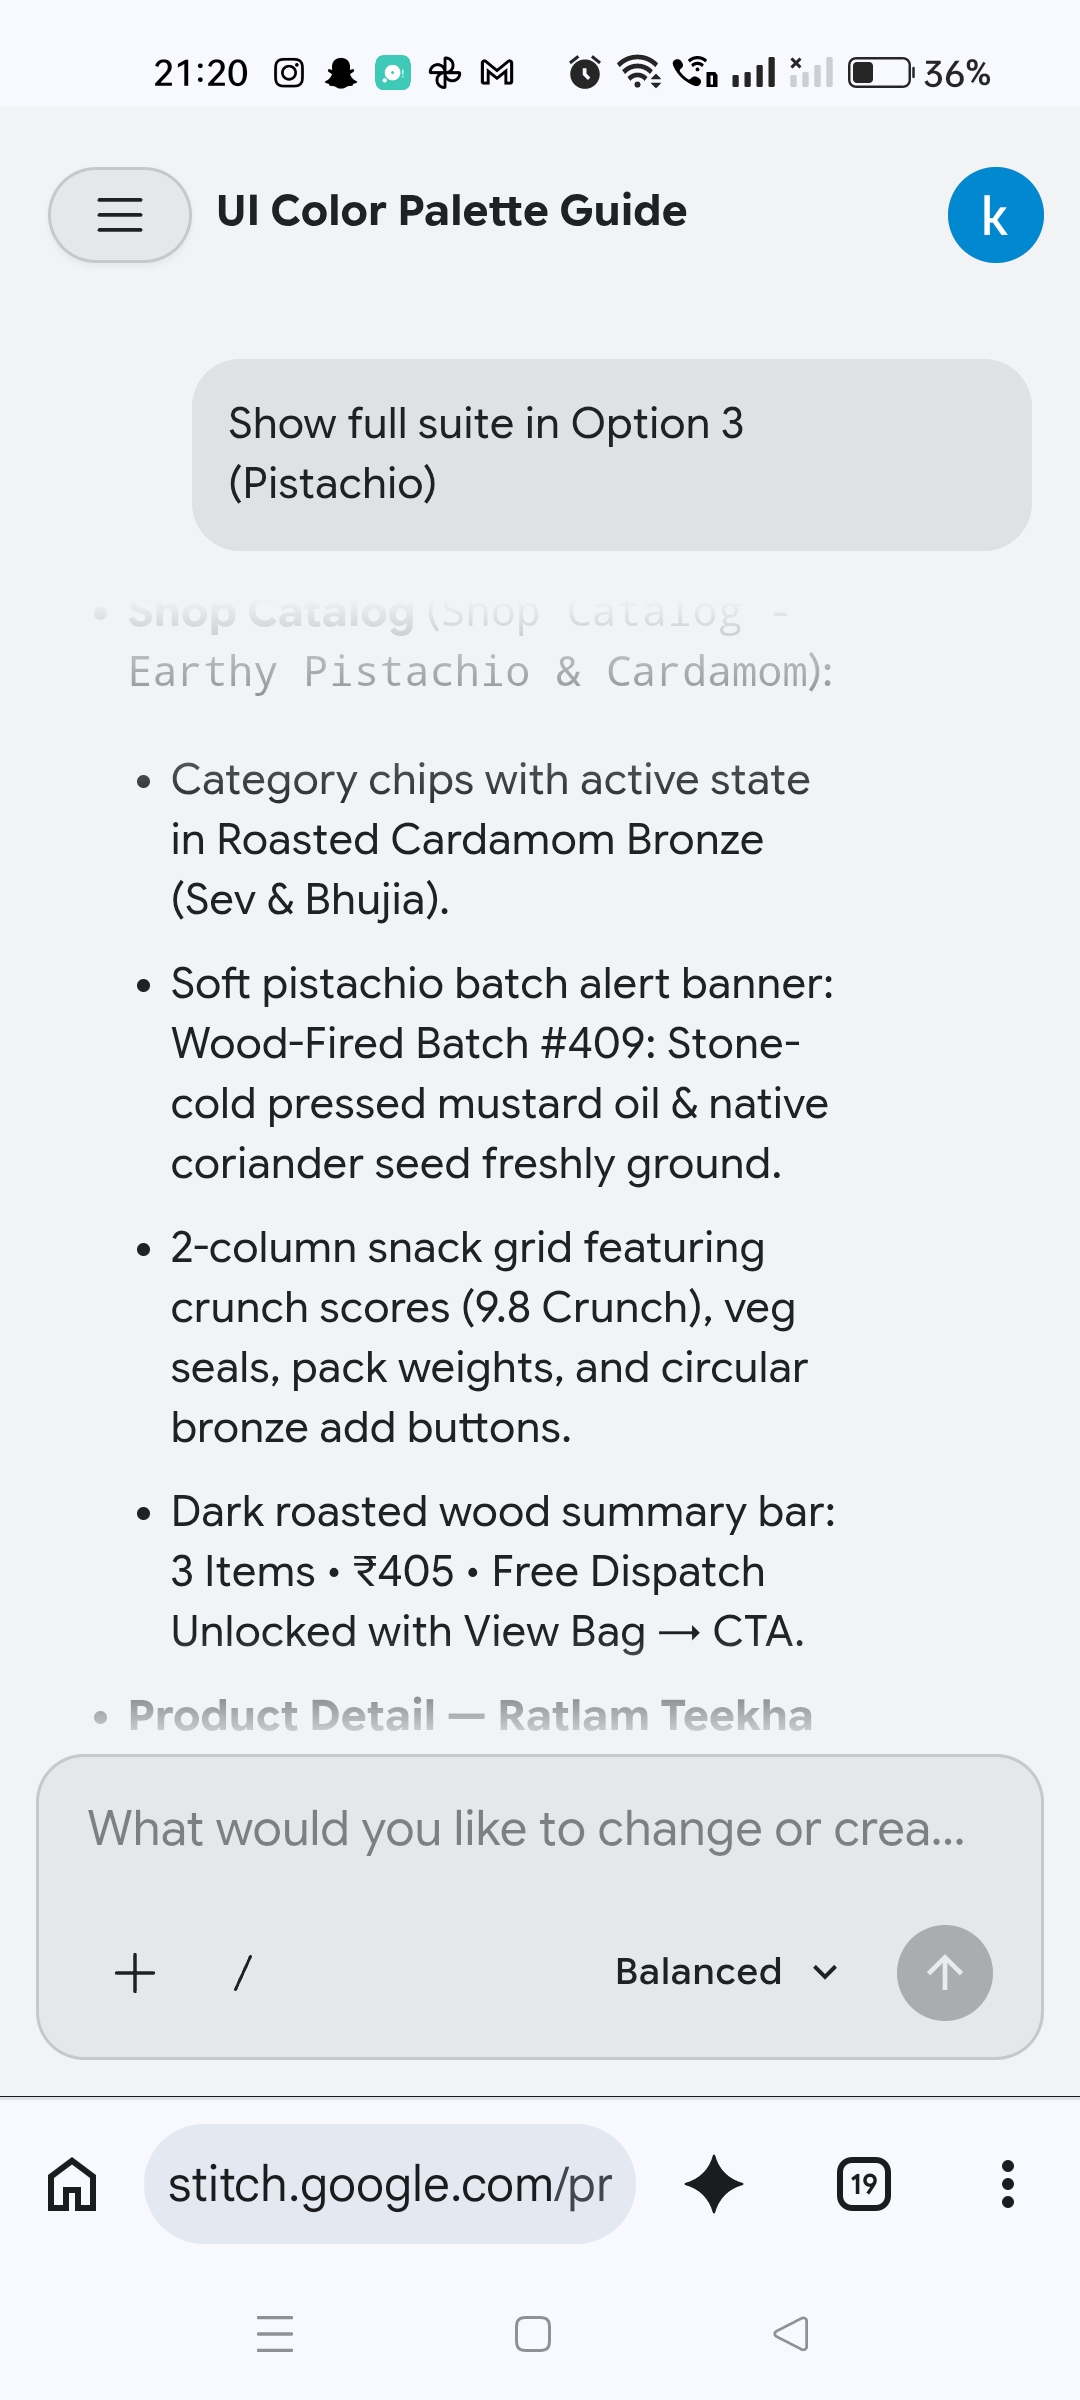 21:20
36%
UI Color Palette Guide
k
Show full suite in Option 3
(Pistachio)
• Shop Catalog (Shop Catalog -
Earthy Pistachio & Cardamom):
• Category chips with active state
in Roasted Cardamom Bronze
(Sev & Bhujia).
• Soft pistachio batch alert banner:
Wood-Fired Batch #409: Stone-
cold pressed mustard oil & native
coriander seed freshly ground.
• 2-column snack grid featuring
crunch scores (9.8 Crunch), veg
seals, pack weights, and circular
bronze add buttons.
• Dark roasted wood summary bar:
3 Items • ₹405 • Free Dispatch
Unlocked with View Bag → CTA.
• Product Detail — Ratlam Teekha
What would you like to change or crea...
/
Balanced
stitch.google.com/pr
19